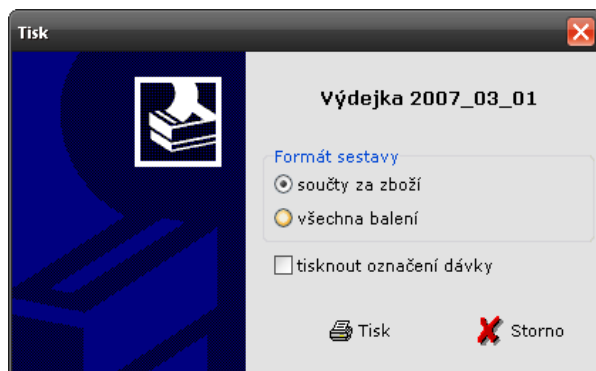 Tisk
Výdejka 2007_03_01
Formát sestavy
součty za zboží
všechna balení
tisknout označení dávky
Tisk Storno